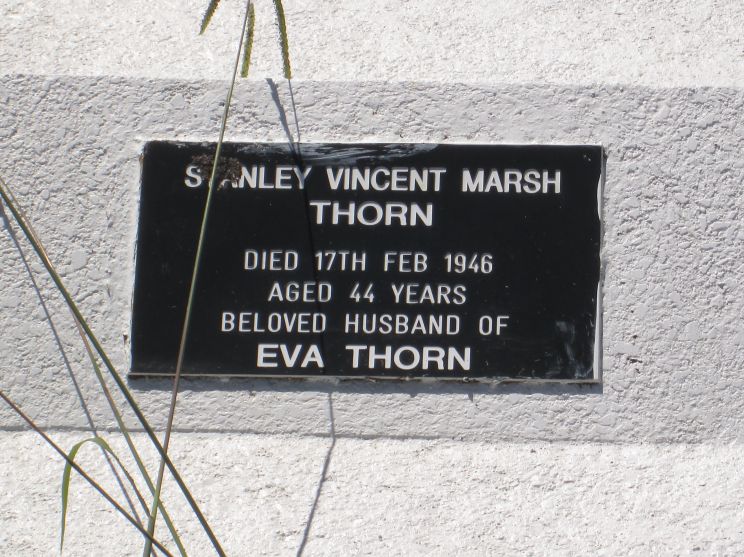 STANLEY VINCENT MARSH
THORN
DIED 17TH FEB 1946
AGED 44 YEARS
BELOVED HUSBAND OF
EVA THORN